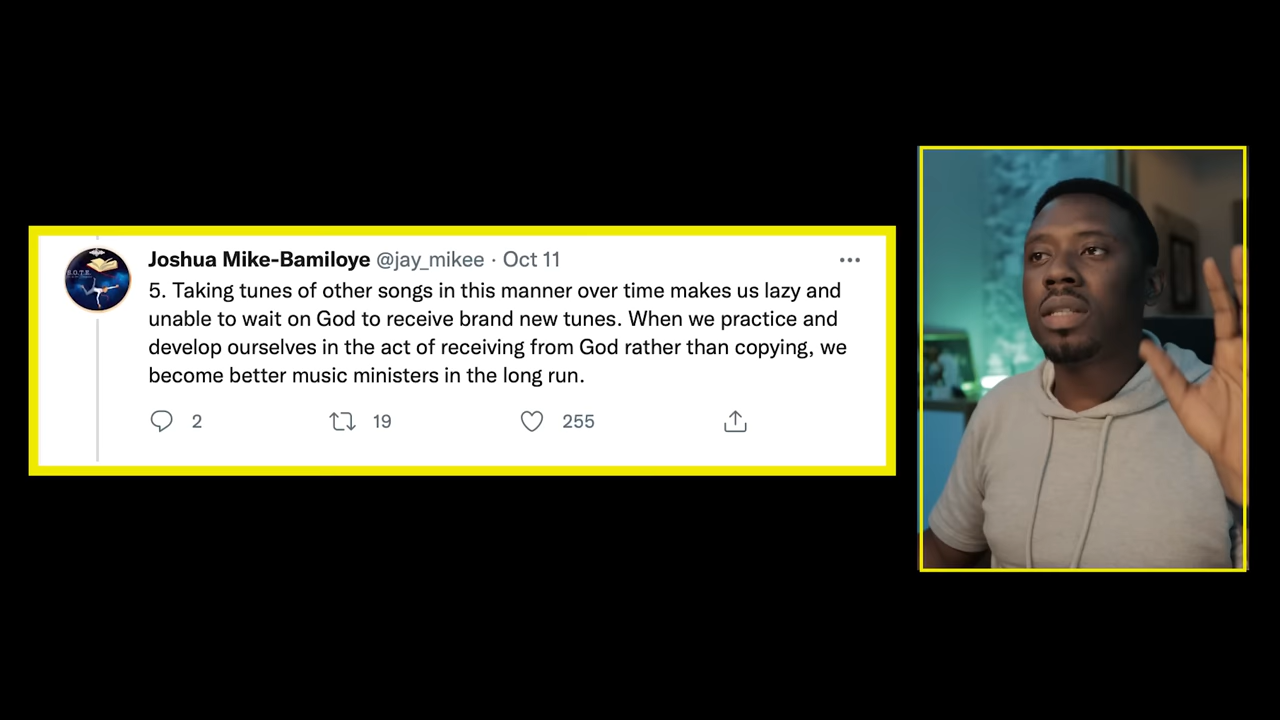 Joshua Mike-Bamiloye @jay_mikee · Oct 11
5. Taking tunes of other songs in this manner over time makes us lazy and
unable to wait on God to receive brand new tunes. When we practice and
develop ourselves in the act of receiving from God rather than copying, we
become better music ministers in the long run.
2 19 255